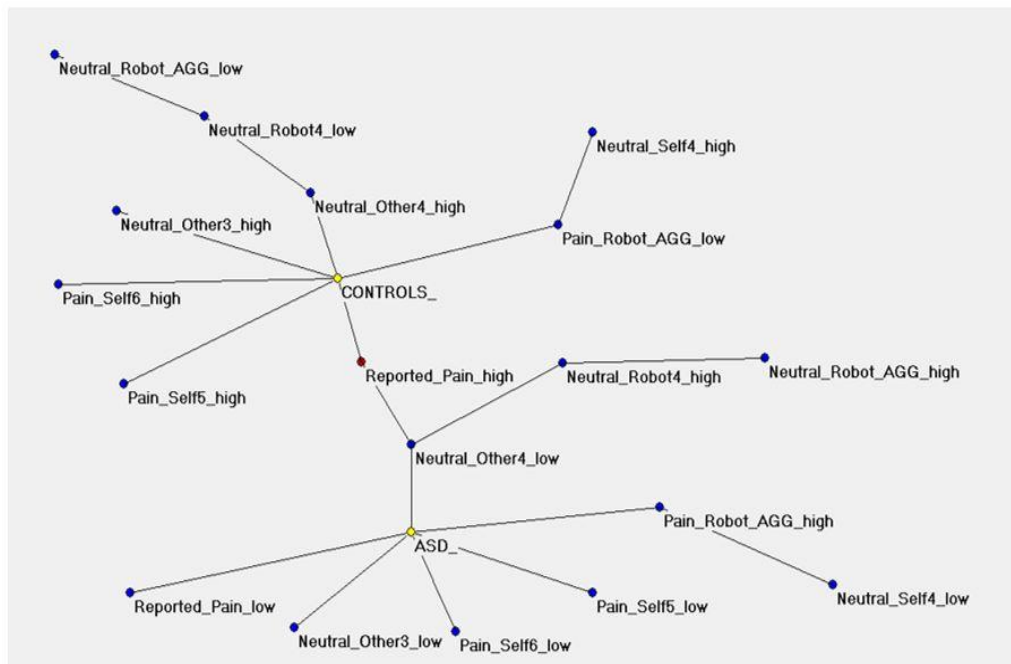 Neutral_Robot_AGG_low
Neutral_Robot4_low
Neutral_Self4_high
Neutral_Other4_high
Neutral_Other3_high
Pain_Robot_AGG_low
CONTROLS_
Pain_Self6_high
Reported_Pain_high
Neutral_Robot4_high
Neutral_Robot_AGG_high
Pain_Self5_high
Neutral_Other4_low
Pain_Robot_AGG_high
ASD_
Neutral_Self4_low
Reported_Pain_low
Pain_Self5_low
Neutral_Other3_low
Pain_Self6_low